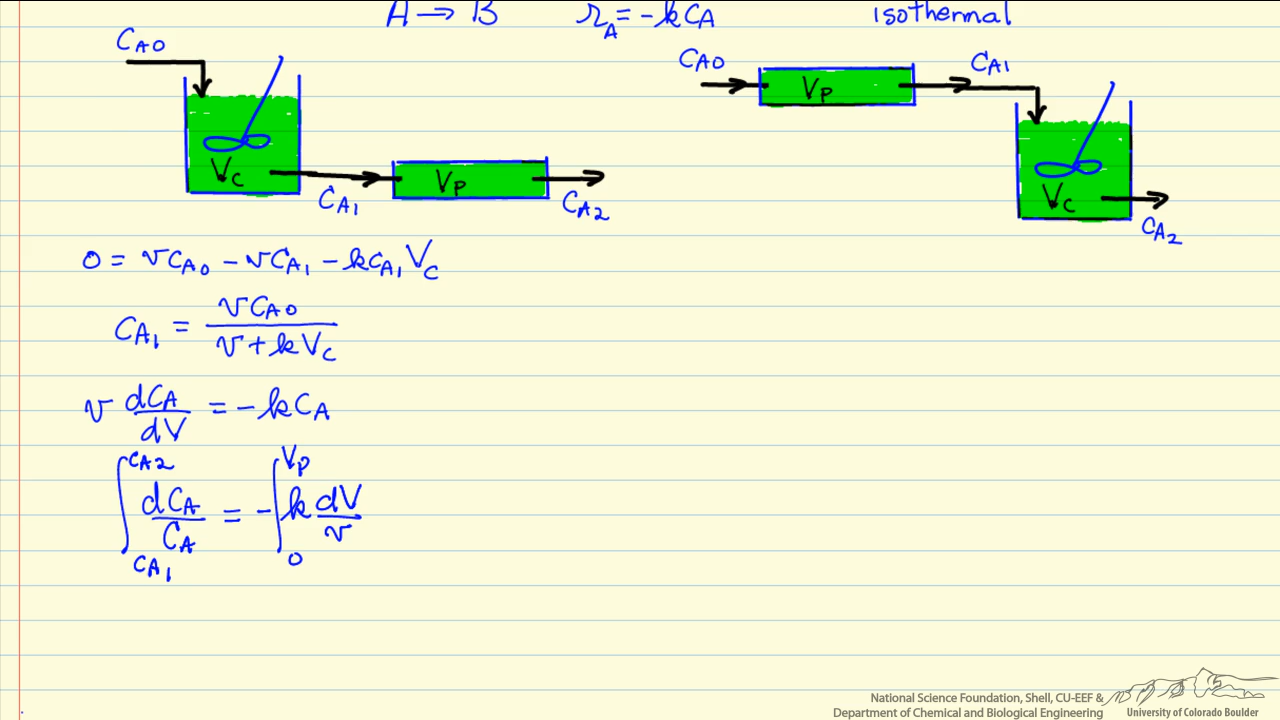 A → B r_A = -kC_A isothermal
C_A0
V_C
C_A1
V_P
C_A2
C_A0
V_P
C_A1
V_C
C_A2
0 = vC_A0 - vC_A1 - kC_A1 V_C
C_A1 = vC_A0 / (v + kV_C)
v dC_A/dV = -kC_A
∫_{C_A1}^{C_A2} dC_A/C_A = -∫_0^{V_P} k dV/v
National Science Foundation, Shell, CU-EEF &
Department of Chemical and Biological Engineering
University of Colorado Boulder